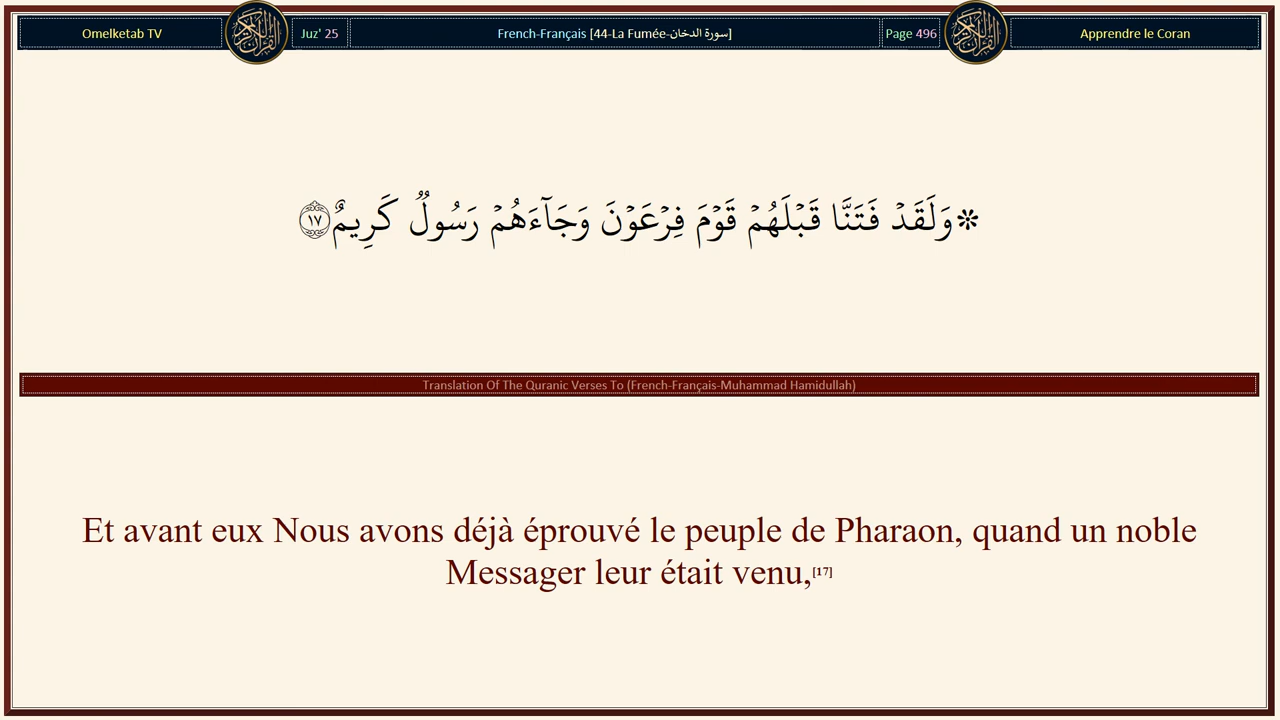 Omelketab TV
Juz' 25
French-Français [44-La Fumée-سورة الدخان]
Page 496
Apprendre le Coran
۞وَلَقَدۡ فَتَنَّا قَبۡلَهُمۡ قَوۡمَ فِرۡعَوۡنَ وَجَآءَهُمۡ رَسُولٞ كَرِيمٌ ١٧
Translation Of The Quranic Verses To (French-Français-Muhammad Hamidullah)
Et avant eux Nous avons déjà éprouvé le peuple de Pharaon, quand un noble
Messager leur était venu,[17]